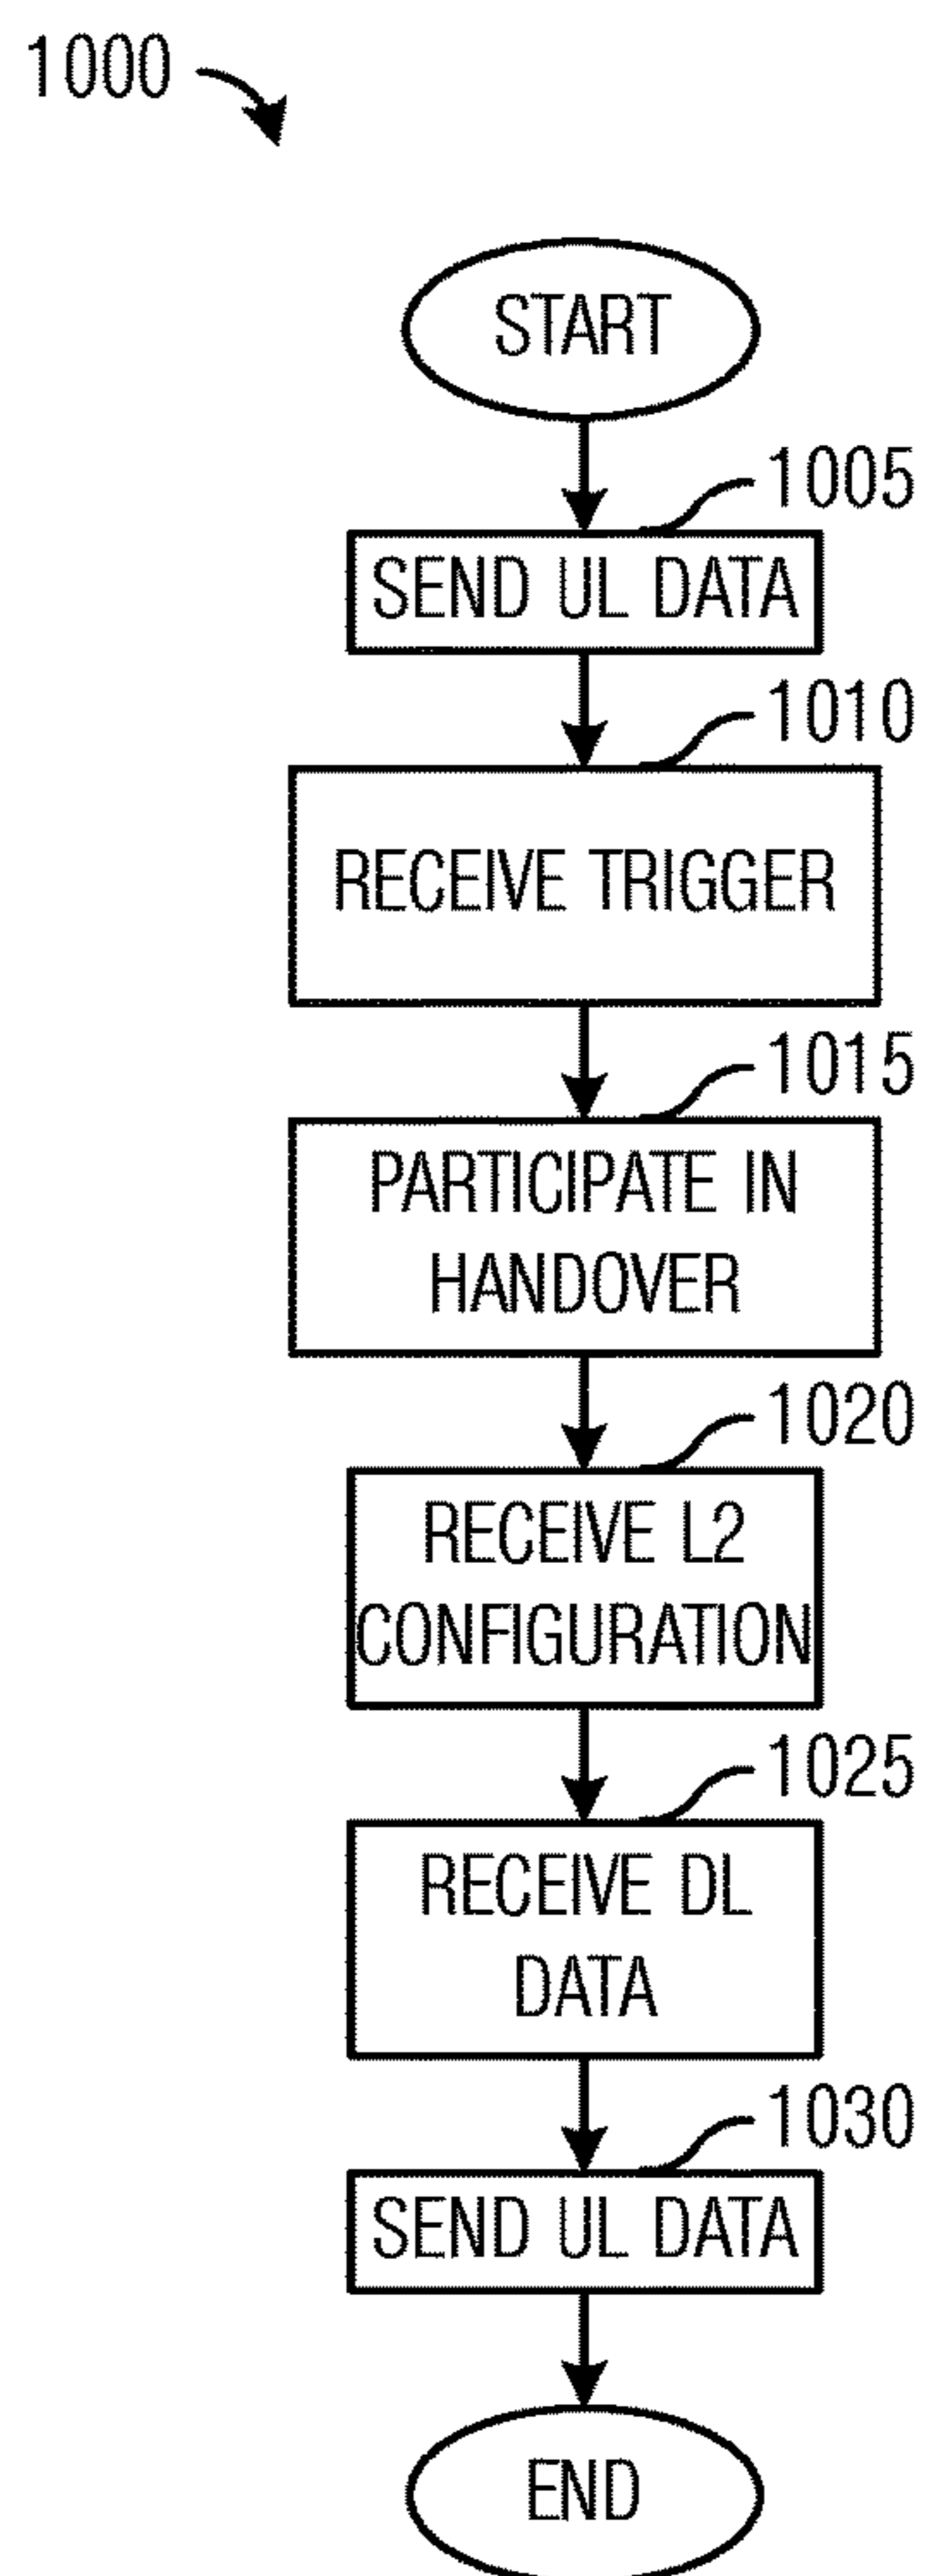 1000
START
1005
SEND UL DATA
1010
RECEIVE TRIGGER
1015
PARTICIPATE IN
HANDOVER
1020
RECEIVE L2
CONFIGURATION
1025
RECEIVE DL
DATA
1030
SEND UL DATA
END